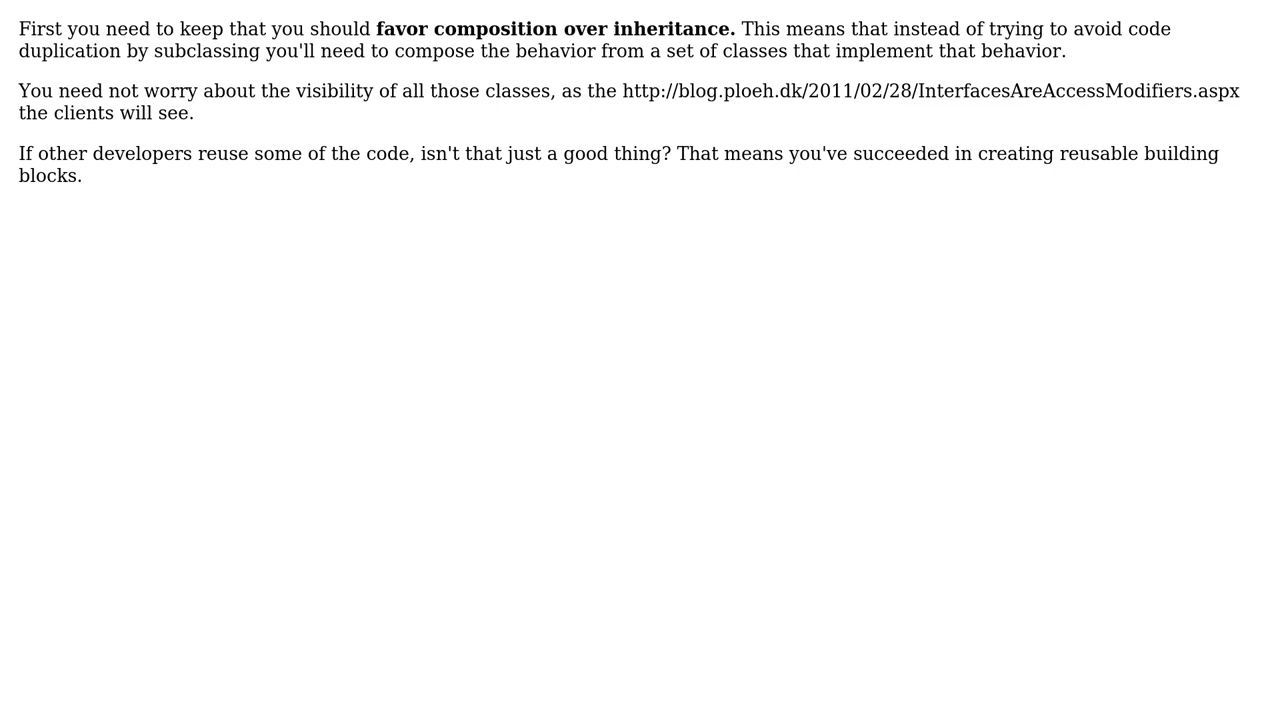 First you need to keep that you should favor composition over inheritance. This means that instead of trying to avoid code
duplication by subclassing you'll need to compose the behavior from a set of classes that implement that behavior.
You need not worry about the visibility of all those classes, as the http://blog.ploeh.dk/2011/02/28/InterfacesAreAccessModifiers.aspx
the clients will see.
If other developers reuse some of the code, isn't that just a good thing? That means you've succeeded in creating reusable building
blocks.